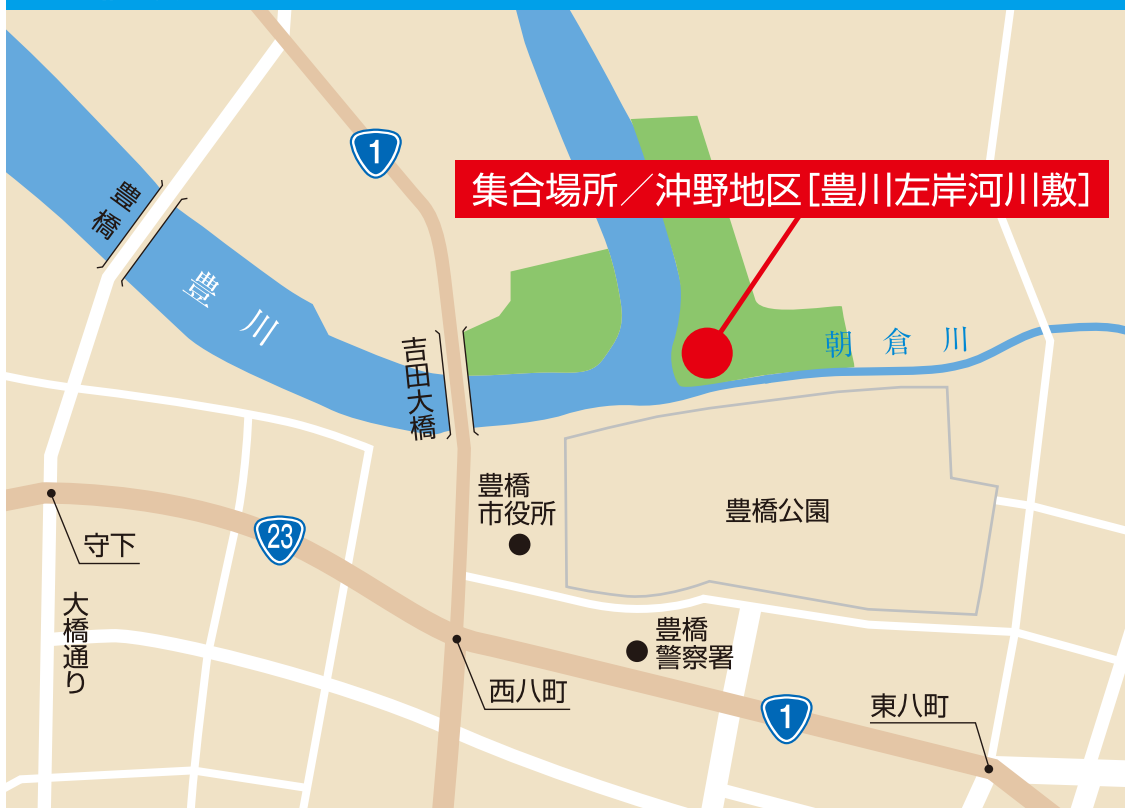 1
集合場所／沖野地区[豊川左岸河川敷]
豊橋
豊川
朝倉川
吉田大橋
豊橋
市役所
豊橋公園
23
守下
大橋通り
豊橋
警察署
西八町
東八町
1